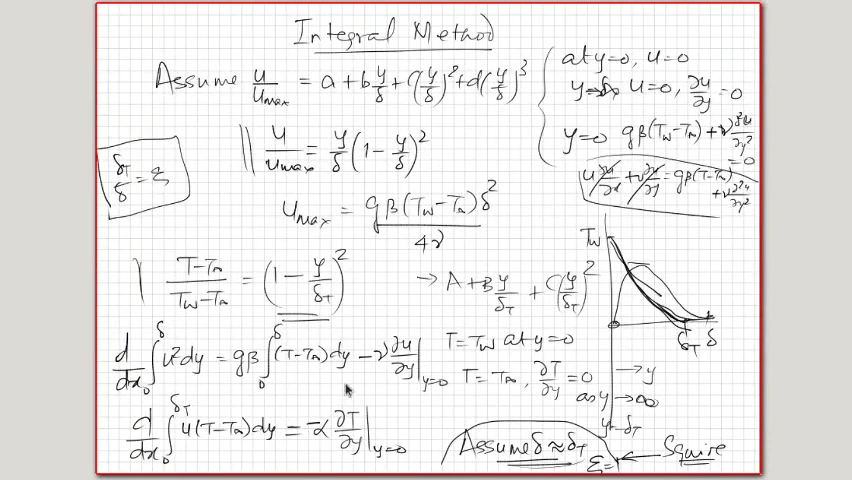 Integral Method
Assume u/u_max = a + b y/δ + c(y/δ)² + d(y/δ)³
at y=0, u=0
y→δ, u=0, ∂u/∂y=0
y=0 gβ(T_w-T_∞)+ν ∂²u/∂y² =0
u ∂u/∂x + v ∂u/∂y = gβ(T-T_∞) + ν ∂²u/∂y²
u/u_max = y/δ (1 - y/δ)²
δ_T/δ = ξ
u_max = gβ(T_w-T_∞)δ² / 4ν
T-T_∞ / T_w-T_∞ = (1 - y/δ_T)² → A + B y/δ_T + C(y/δ_T)²
T_w
δ_T δ
→ y
d/dx ∫₀^δ u²dy = gβ ∫₀^δ (T-T_∞)dy - ν ∂u/∂y |y=0
T = T_w at y=0
T = T_∞, ∂T/∂y = 0
as y → ∞
y = δ_T
d/dx ∫₀^δ_T u(T-T_∞)dy = -α ∂T/∂y |y=0
Assume δ ≈ δ_T
ξ=1 ← Squire